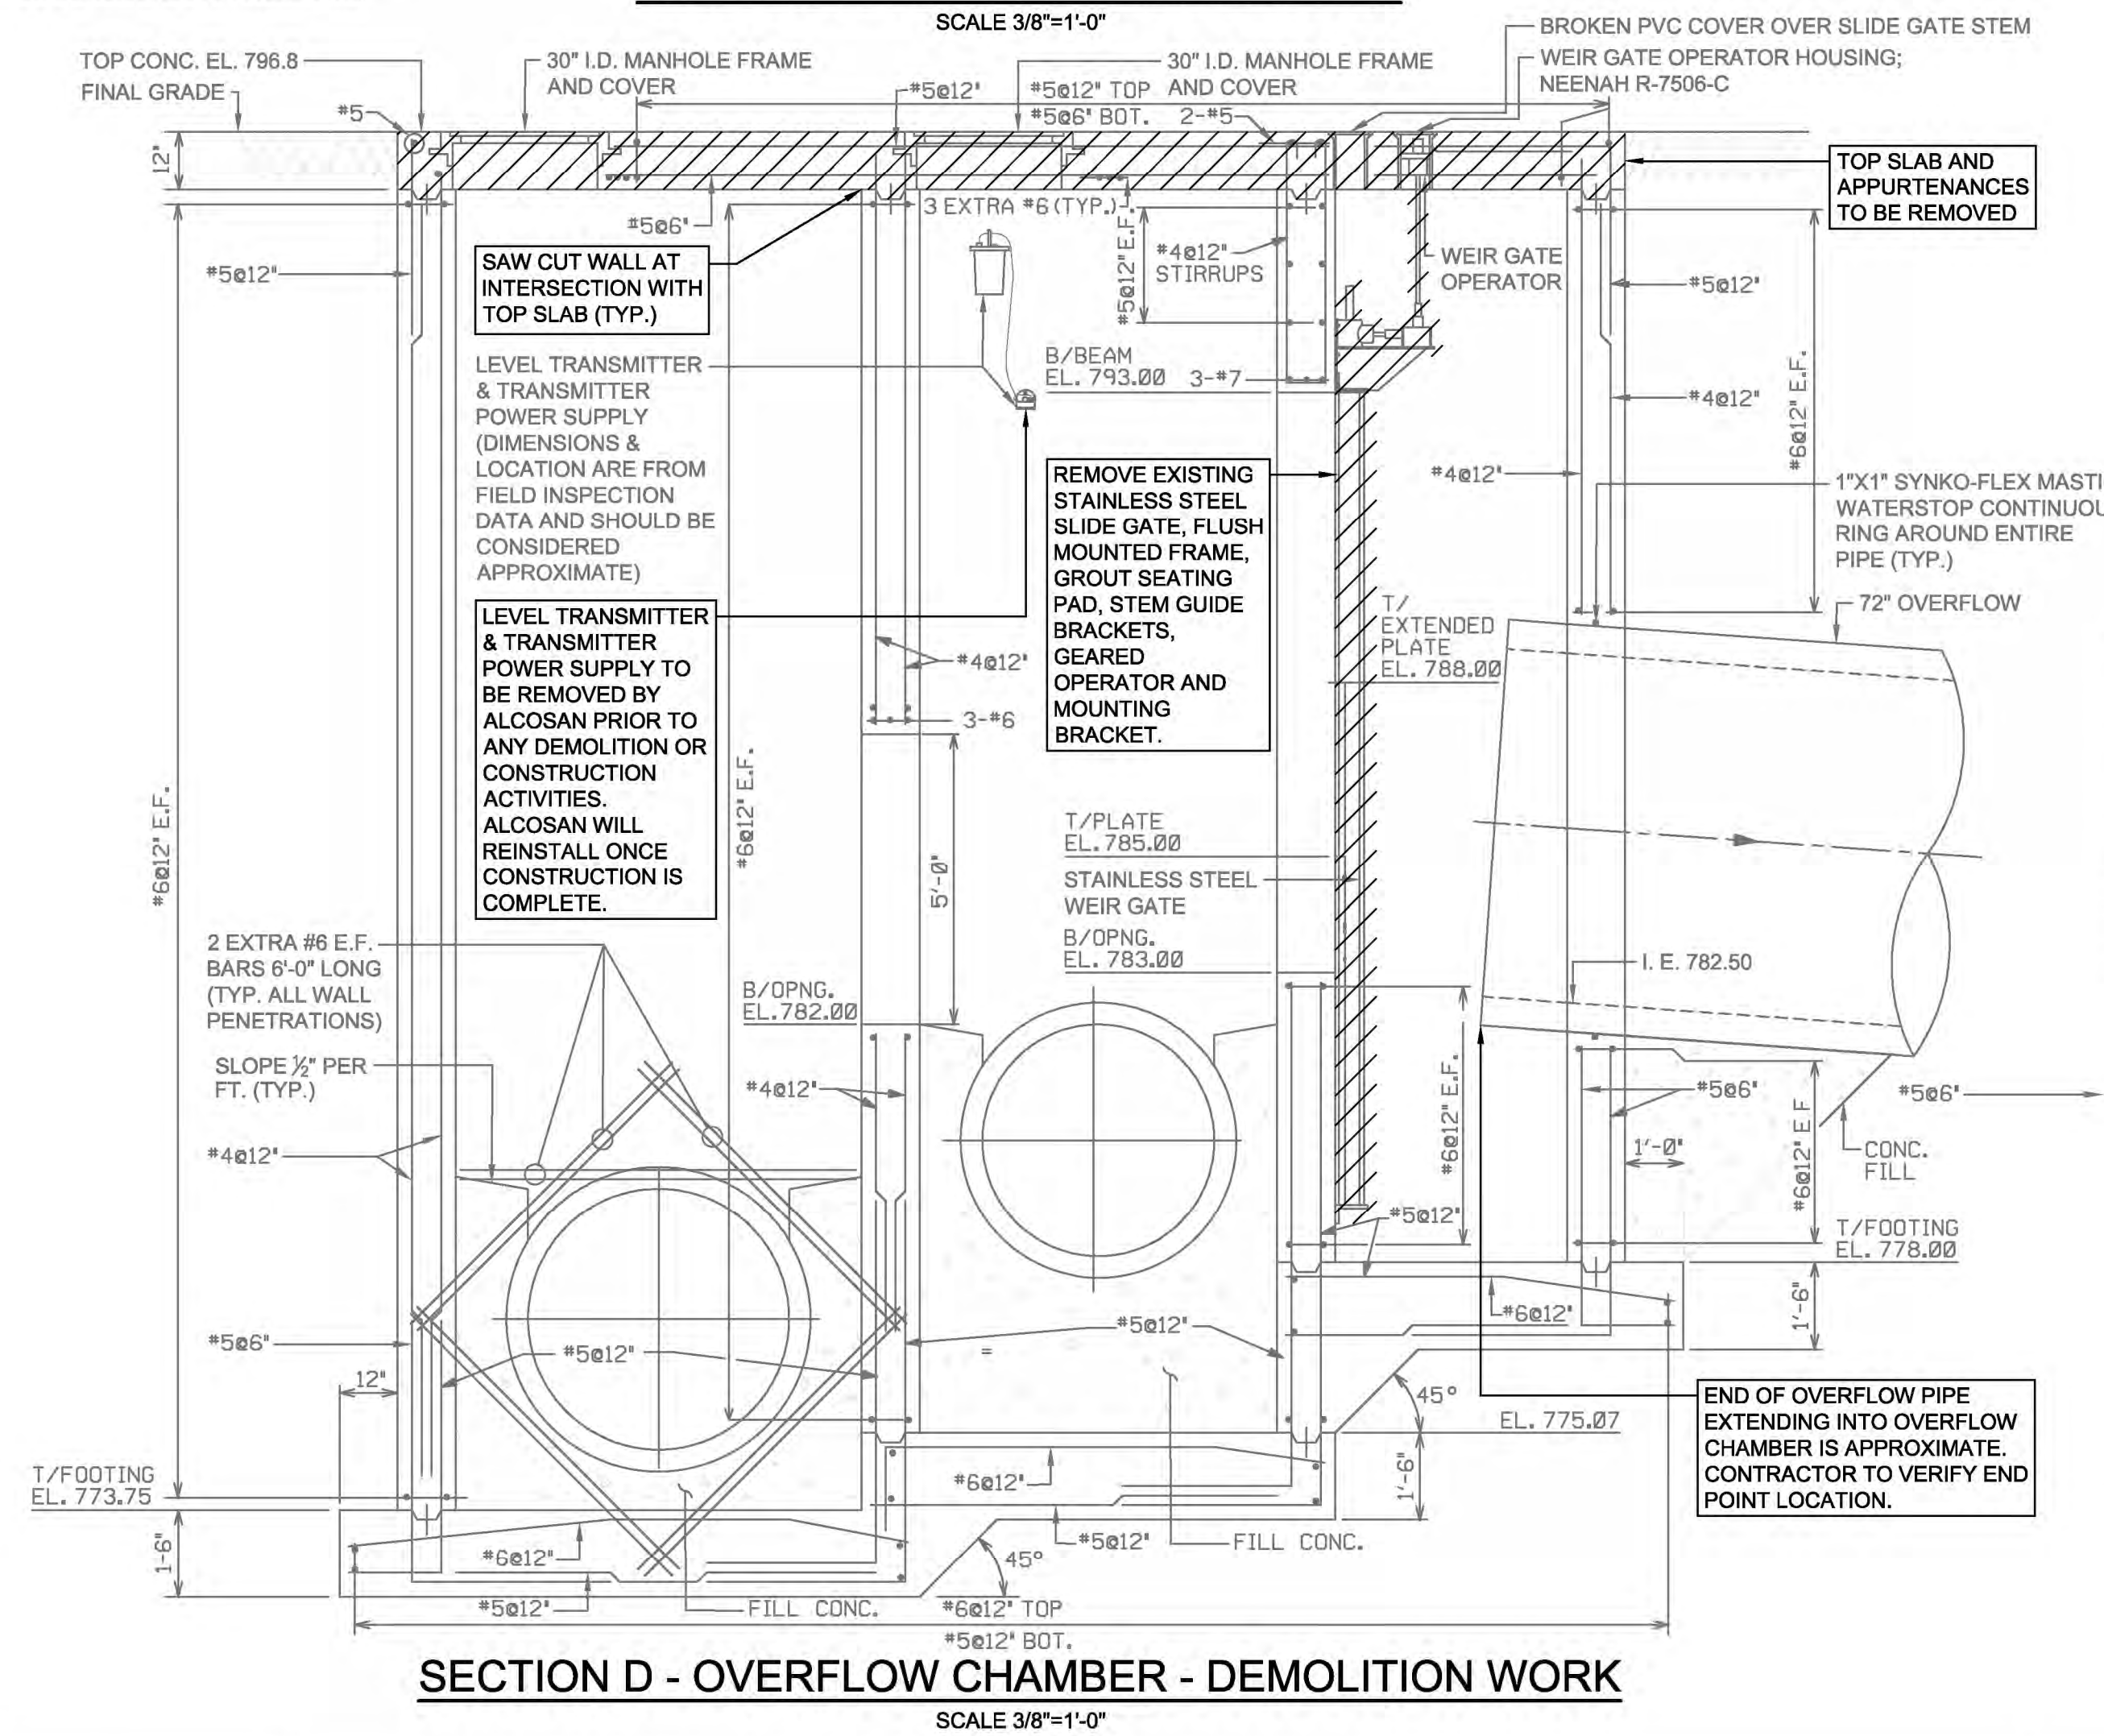 SCALE 3/8"=1'-0"
BROKEN PVC COVER OVER SLIDE GATE STEM
TOP CONC. EL. 796.8
30" I.D. MANHOLE FRAME
AND COVER
30" I.D. MANHOLE FRAME
AND COVER
WEIR GATE OPERATOR HOUSING;
NEENAH R-7506-C
FINAL GRADE
#5
#5@12"
#5@12" TOP
#5@6" BOT.
2-#5
12"
TOP SLAB AND
APPURTENANCES
TO BE REMOVED
3 EXTRA #6 (TYP.)
#5@6"
#5@12" E.F.
#4@12"
STIRRUPS
WEIR GATE
OPERATOR
#5@12"
#5@12"
SAW CUT WALL AT
INTERSECTION WITH
TOP SLAB (TYP.)
LEVEL TRANSMITTER
& TRANSMITTER
POWER SUPPLY
(DIMENSIONS &
LOCATION ARE FROM
FIELD INSPECTION
DATA AND SHOULD BE
CONSIDERED
APPROXIMATE)
B/BEAM
EL. 793.00
3-#7
#4@12"
#6@12" E.F.
REMOVE EXISTING
STAINLESS STEEL
SLIDE GATE, FLUSH
MOUNTED FRAME,
GROUT SEATING
PAD, STEM GUIDE
BRACKETS,
GEARED
OPERATOR AND
MOUNTING
BRACKET.
#4@12"
1"X1" SYNKO-FLEX MASTI
WATERSTOP CONTINUOU
RING AROUND ENTIRE
PIPE (TYP.)
72" OVERFLOW
LEVEL TRANSMITTER
& TRANSMITTER
POWER SUPPLY TO
BE REMOVED BY
ALCOSAN PRIOR TO
ANY DEMOLITION OR
CONSTRUCTION
ACTIVITIES.
ALCOSAN WILL
REINSTALL ONCE
CONSTRUCTION IS
COMPLETE.
#4@12"
3-#6
T/
EXTENDED
PLATE
EL. 788.00
#6@12" E.F.
#6@12" E.F.
5'-0"
T/PLATE
EL. 785.00
STAINLESS STEEL
WEIR GATE
B/OPNG.
EL. 783.00
2 EXTRA #6 E.F.
BARS 6'-0" LONG
(TYP. ALL WALL
PENETRATIONS)
B/OPNG.
EL. 782.00
I. E. 782.50
SLOPE ½" PER
FT. (TYP.)
#4@12"
#6@12" E.F.
#5@6"
#6@12" E F
#5@6"
#4@12"
1'-0"
CONC.
FILL
#5@12"
T/FOOTING
EL. 778.00
#6@12"
1'-6"
#5@6"
#5@12"
#5@12"
=
12"
45°
EL. 775.07
END OF OVERFLOW PIPE
EXTENDING INTO OVERFLOW
CHAMBER IS APPROXIMATE.
CONTRACTOR TO VERIFY END
POINT LOCATION.
T/FOOTING
EL. 773.75
#6@12"
1'-6"
1-6"
#6@12"
45°
#5@12"
FILL CONC.
#5@12"
FILL CONC.
#6@12" TOP
#5@12" BOT.
SECTION D - OVERFLOW CHAMBER - DEMOLITION WORK
SCALE 3/8"=1'-0"